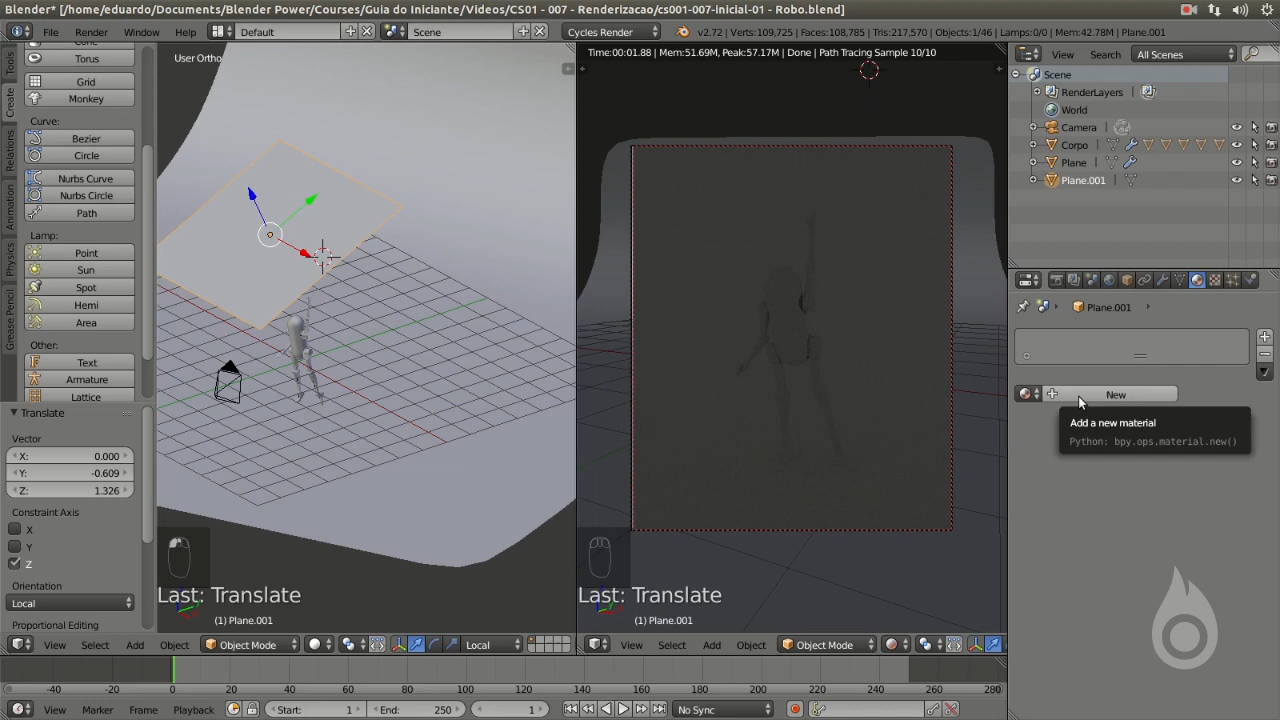 Blender* [/home/eduardo/Documents/Blender Power/Courses/Guia do Iniciante/Videos/CS01 - 007 - Renderizacao/cs001-007-inicial-01 - Robo.blend]
File Render Window Help Default Scene Cycles Render v2.72 | Verts:109,725 | Faces:108,785 | Tris:217,570 | Objects:1/46 | Lamps:0/0 | Mem:42.78M | Plane.001
Tools
Create
Relations
Animation
Physics
Grease Pencil
Torus
Grid
Monkey
Curve:
Bezier
Circle
Nurbs Curve
Nurbs Circle
Path
Lamp:
Point
Sun
Spot
Hemi
Area
Other:
Text
Armature
Lattice
Translate
Vector
X: 0.000
Y: -0.609
Z: 1.326
Constraint Axis
X
Y
Z
Orientation
Local
Proportional Editing
User Ortho
Last: Translate
(1) Plane.001
View Select Add Object Object Mode Local
Time:00:01.88 | Mem:51.69M, Peak:57.17M | Done | Path Tracing Sample 10/10
Last: Translate
(1) Plane.001
View Select Add Object Object Mode
View Search All Scenes
Scene
RenderLayers
World
Camera
Corpo
Plane
Plane.001
Plane.001
New
Add a new material
Python: bpy.ops.material.new()
-40 -20 0 20 40 60 80 100 120 140 160 180 200 220 240 260 280
View Marker Frame Playback Start: 1 End: 250 1 No Sync